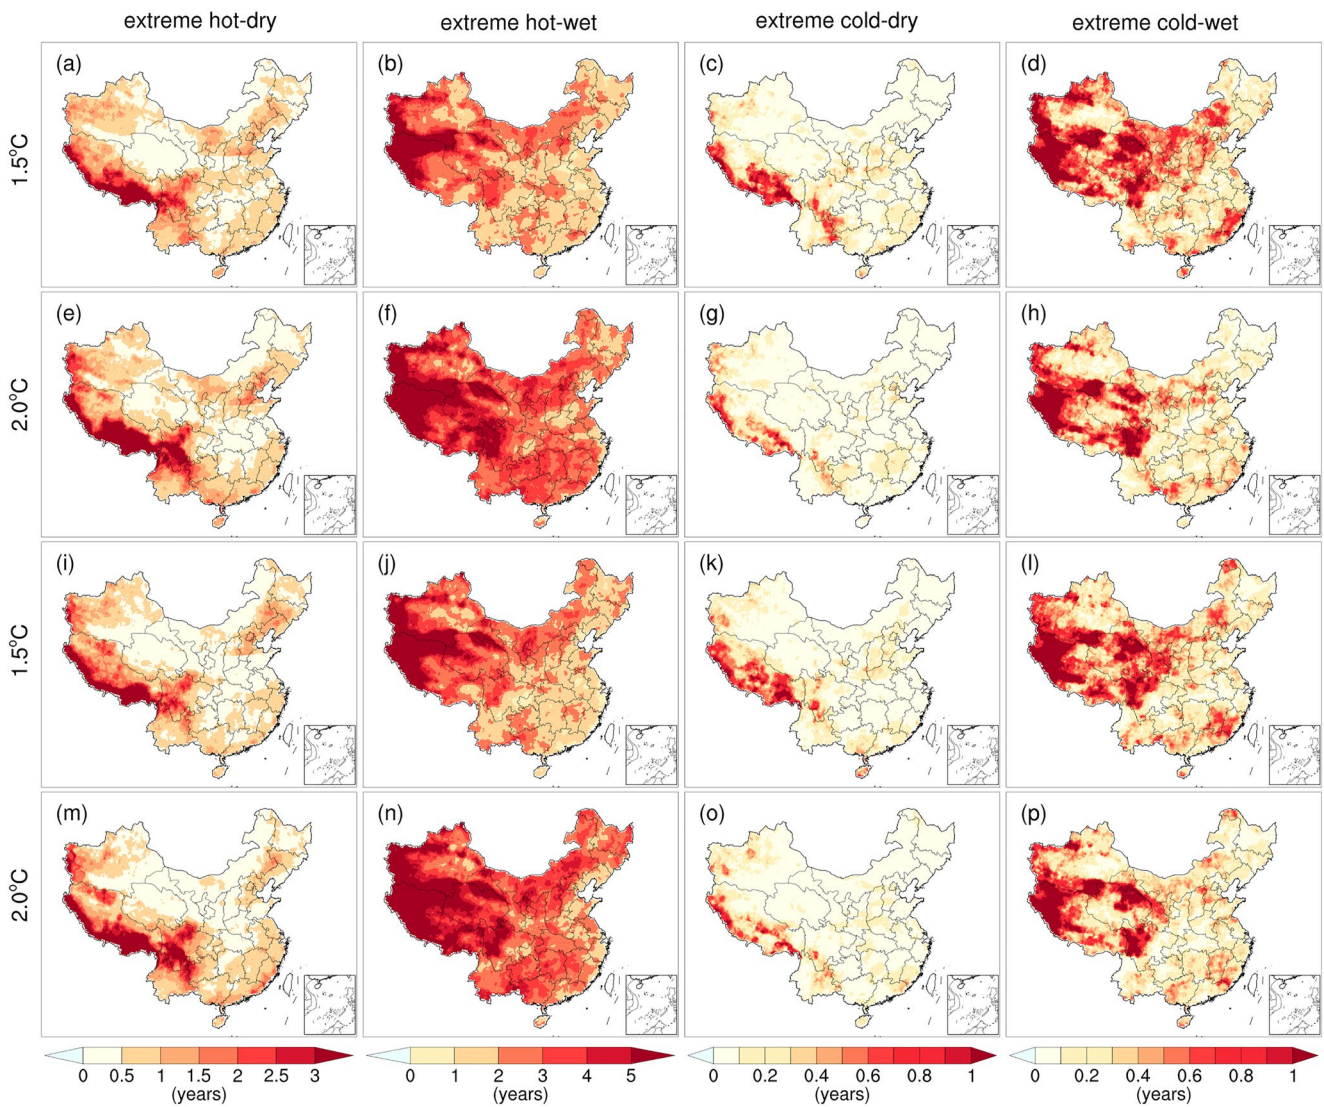 extreme hot-dry extreme hot-wet extreme cold-dry extreme cold-wet
1.5°C
(a) (b) (c) (d)
2.0°C
(e) (f) (g) (h)
1.5°C
(i) (j) (k) (l)
2.0°C
(m) (n) (o) (p)
0 0.5 1 1.5 2 2.5 3 0 1 2 3 4 5 0 0.2 0.4 0.6 0.8 1 0 0.2 0.4 0.6 0.8 1
(years) (years) (years) (years)